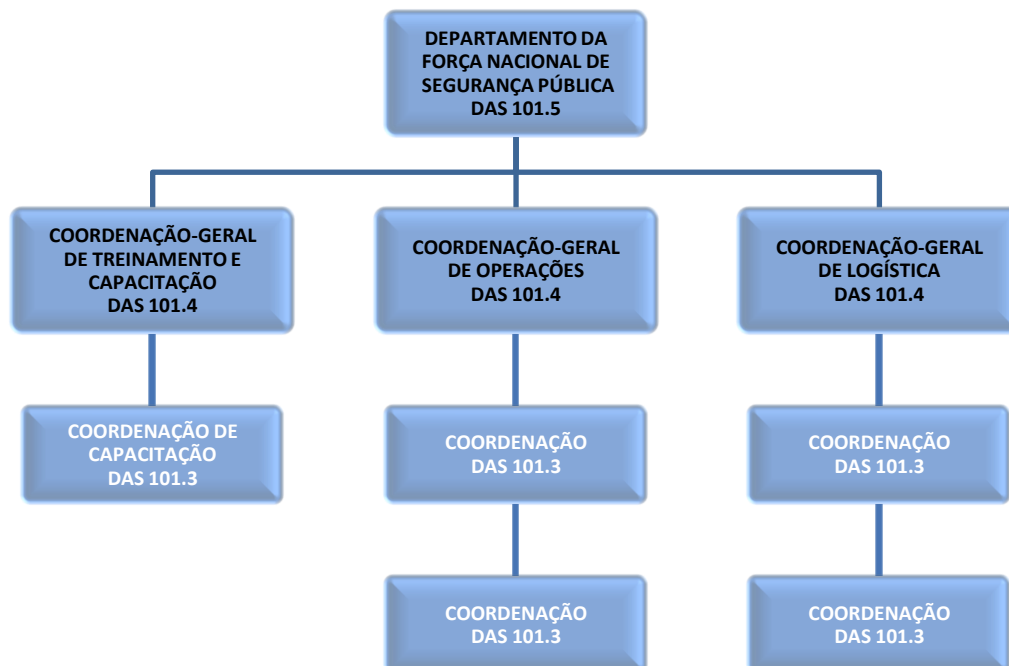 DEPARTAMENTO DA
FORÇA NACIONAL DE
SEGURANÇA PÚBLICA
DAS 101.5
COORDENAÇÃO-GERAL
DE TREINAMENTO E
CAPACITAÇÃO
DAS 101.4
COORDENAÇÃO-GERAL
DE OPERAÇÕES
DAS 101.4
COORDENAÇÃO-GERAL
DE LOGÍSTICA
DAS 101.4
COORDENAÇÃO DE
CAPACITAÇÃO
DAS 101.3
COORDENAÇÃO
DAS 101.3
COORDENAÇÃO
DAS 101.3
COORDENAÇÃO
DAS 101.3
COORDENAÇÃO
DAS 101.3